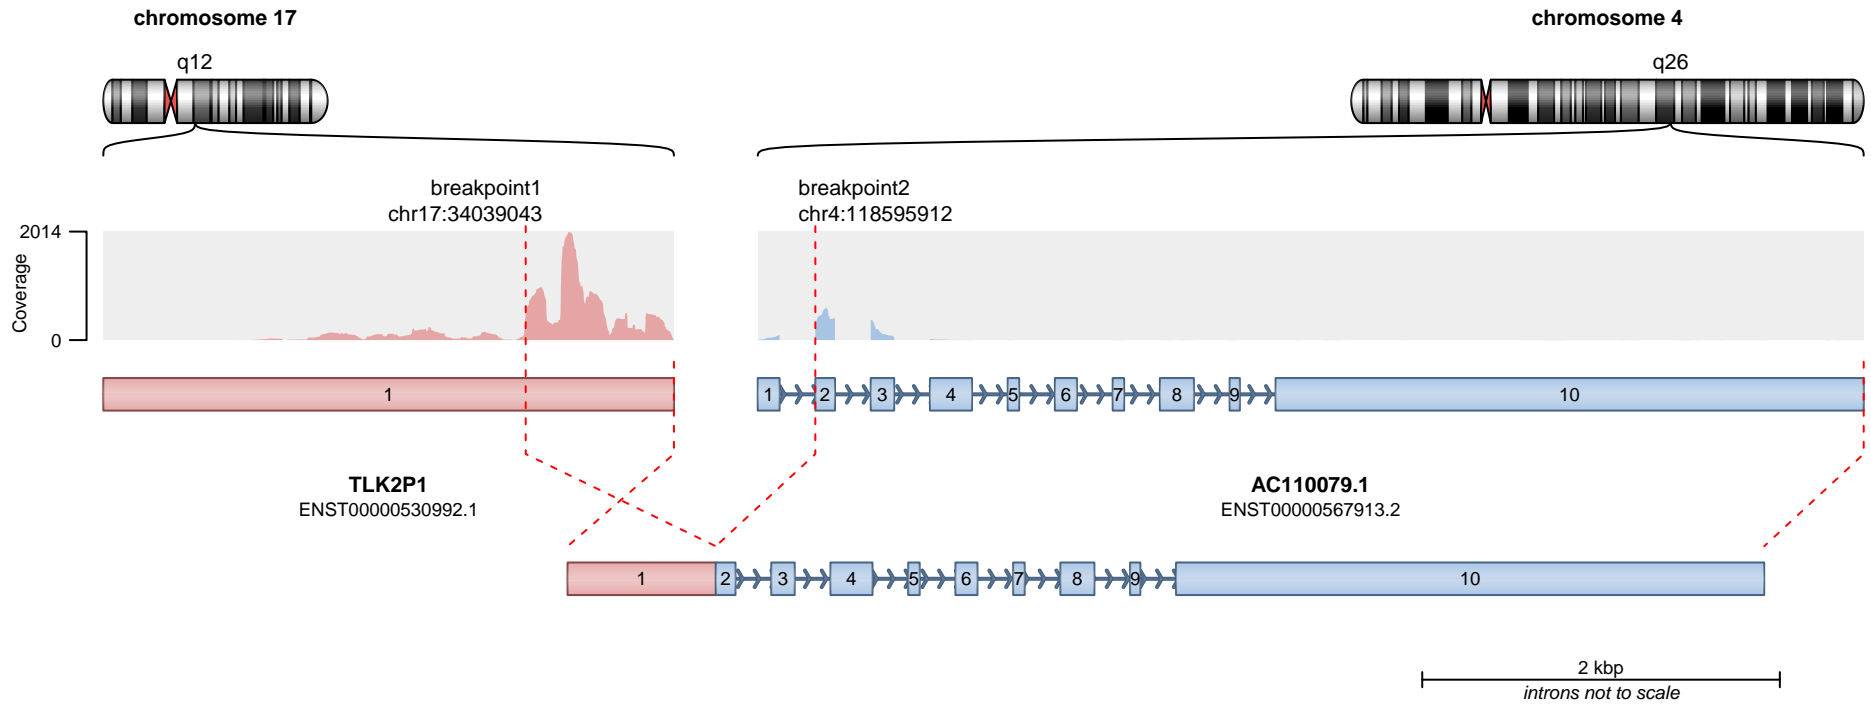 chromosome 17
chromosome 4
q12
q26
breakpoint1
chr17:34039043
breakpoint2
chr4:118595912
2014
Coverage
0
1
1 2 3 4 5 6 7 8 9 10
TLK2P1
ENST00000530992.1
AC110079.1
ENST00000567913.2
1 2 3 4 5 6 7 8 9 10
2 kbp
introns not to scale